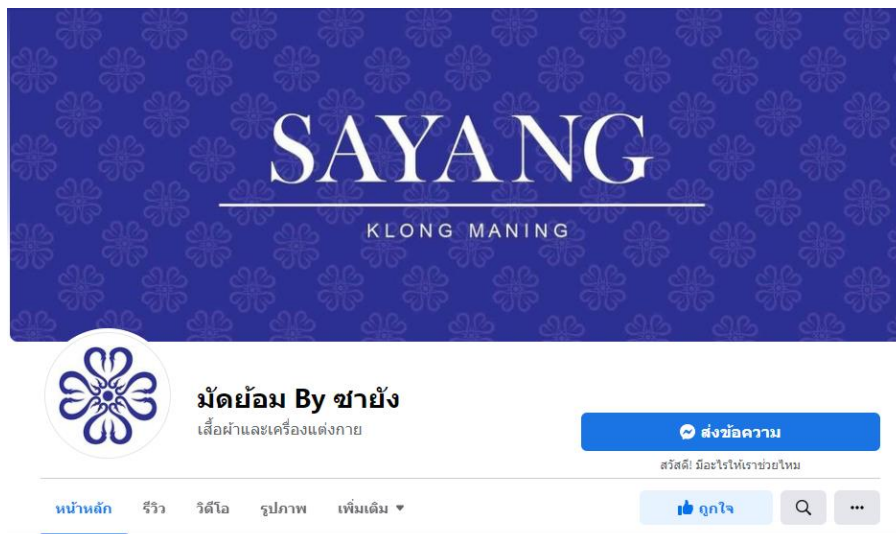 SAYANG
KLONG MANING
มัดย้อม By ซายัง
เสื้อผ้าและเครื่องแต่งกาย
ส่งข้อความ
สวัสดี! มีอะไรให้เราช่วยไหม
หน้าหลัก รีวิว วิดีโอ รูปภาพ เพิ่มเติม ถูกใจ